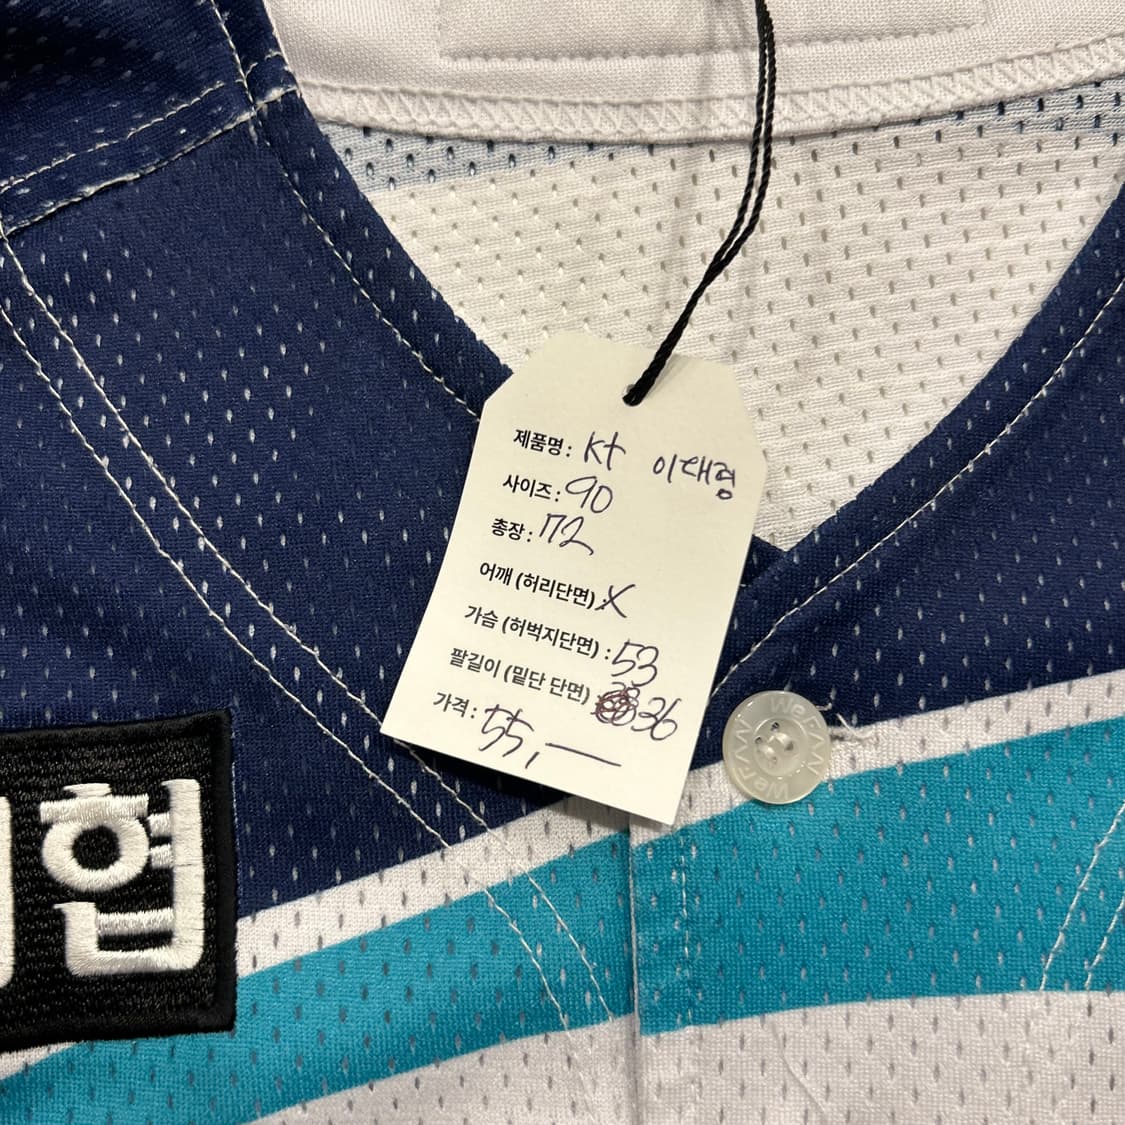 제품명: kt 이대형
사이즈: 90
총장: 72
어깨 (허리단면): X
가슴 (허벅지단면) : 53
팔길이 (밑단 단면) 36
가격: 55,—
협
WeFAN WeFAN